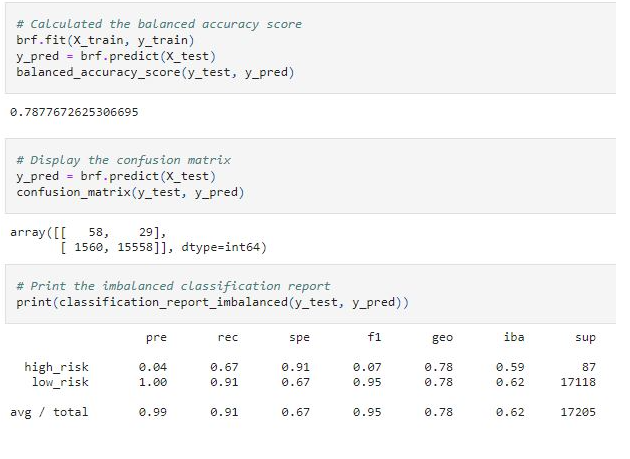 # Calculated the balanced accuracy score
brf.fit(X_train, y_train)
y_pred = brf.predict(X_test)
balanced_accuracy_score(y_test, y_pred)
0.7877672625306695
# Display the confusion matrix
y_pred = brf.predict(X_test)
confusion_matrix(y_test, y_pred)
array([[   58,    29],
       [ 1560, 15558]], dtype=int64)
# Print the imbalanced classification report
print(classification_report_imbalanced(y_test, y_pred))
pre rec spe f1 geo iba sup
high_risk 0.04 0.67 0.91 0.07 0.78 0.59 87
low_risk 1.00 0.91 0.67 0.95 0.78 0.62 17118
avg / total 0.99 0.91 0.67 0.95 0.78 0.62 17205